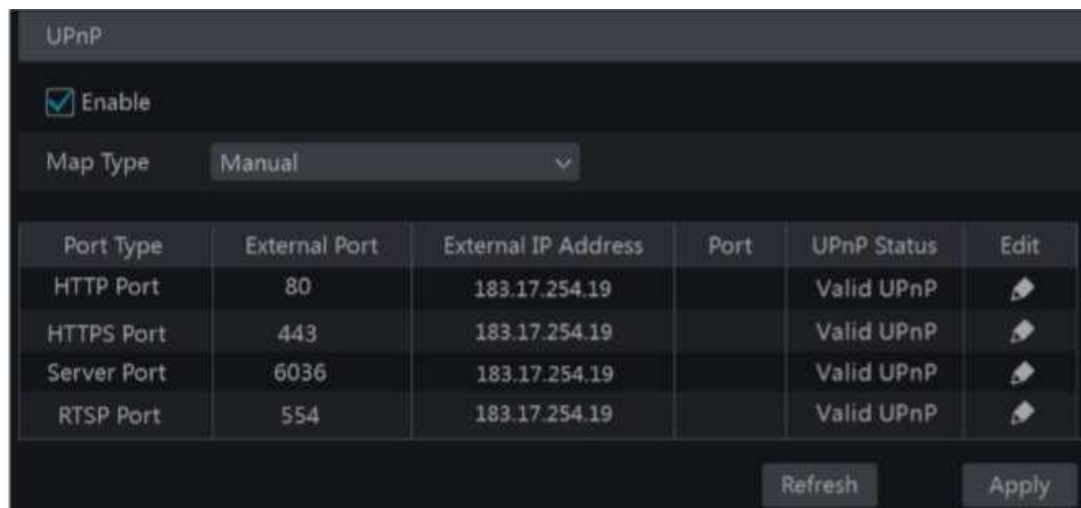 UPnP
Enable
Map Type Manual
Port Type External Port External IP Address Port UPnP Status Edit
HTTP Port 80 183.17.254.19 Valid UPnP
HTTPS Port 443 183.17.254.19 Valid UPnP
Server Port 6036 183.17.254.19 Valid UPnP
RTSP Port 554 183.17.254.19 Valid UPnP
Refresh Apply